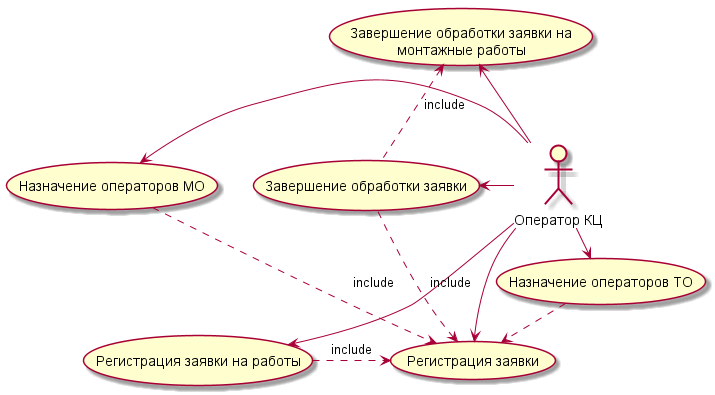 Завершение обработки заявки на
монтажные работы
include
Назначение операторов МО
Завершение обработки заявки
Оператор КЦ
include
include
Назначение операторов ТО
include
Регистрация заявки на работы
Регистрация заявки